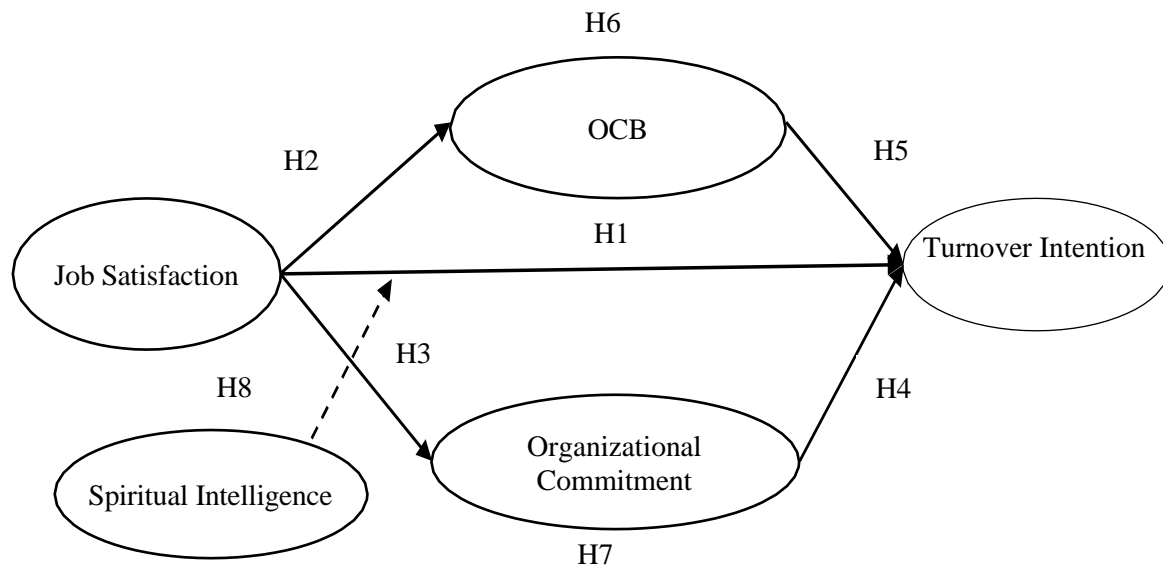 H6
OCB
H2
H5
H1
Turnover Intention
Job Satisfaction
H3
H8
H4
Organizational
Commitment
Spiritual Intelligence
H7